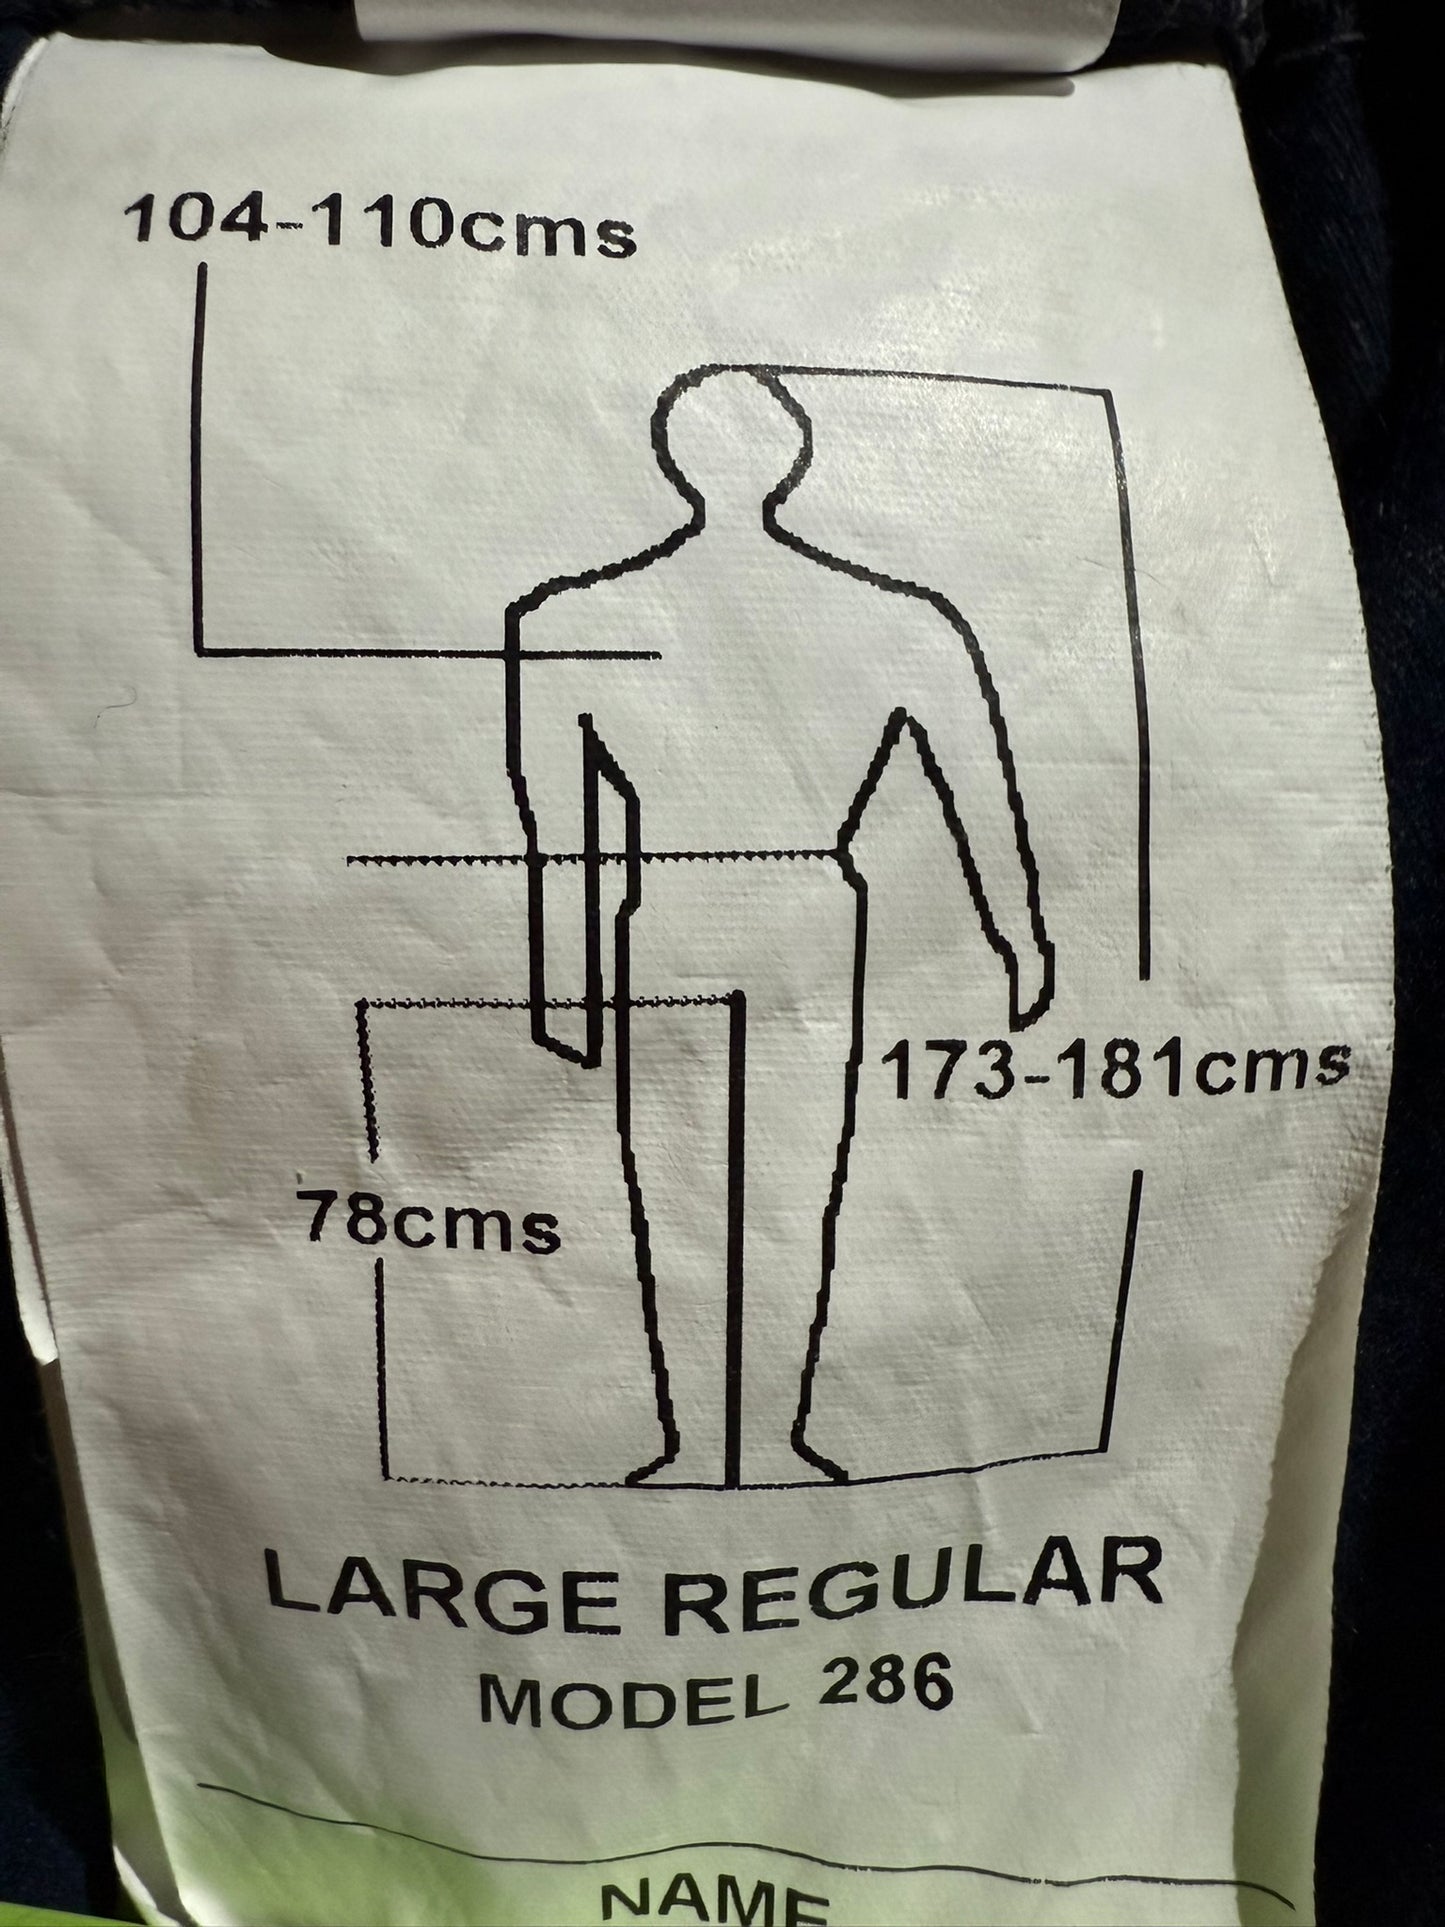 104-110cms
173-181cms
78cms
LARGE REGULAR
MODEL 286
NAME